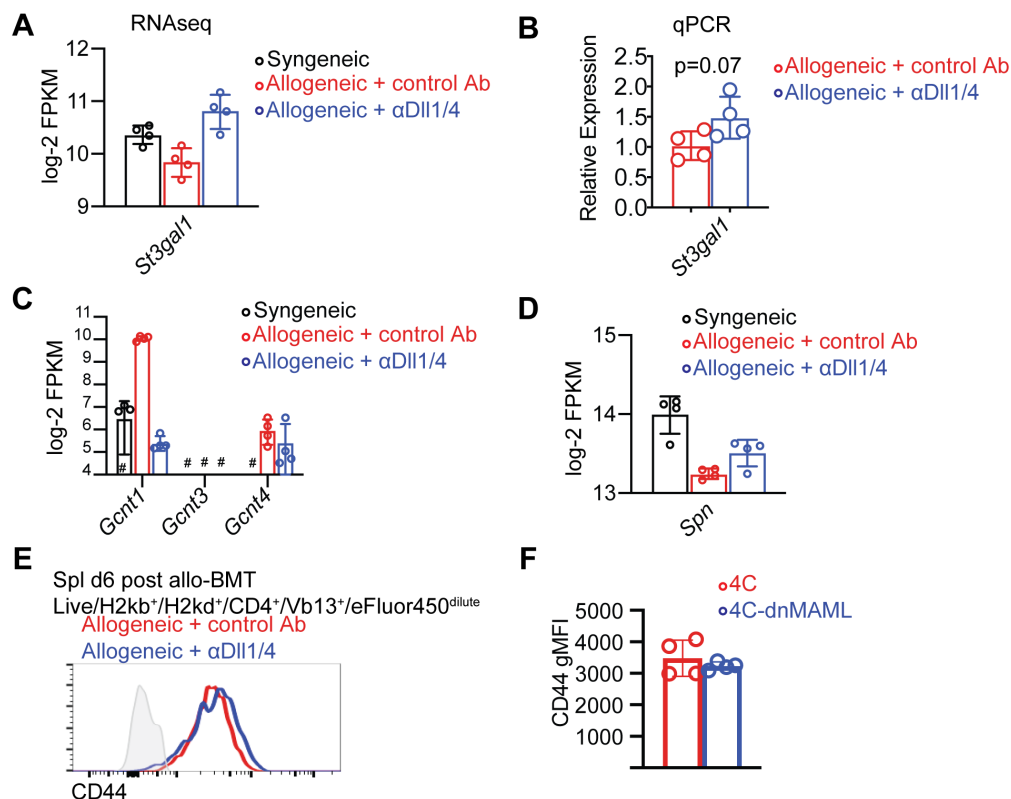 A
RNAseq
log-2 FPKM
12
11
10
9
Syngeneic
Allogeneic + control Ab
Allogeneic + αDll1/4
St3gal1
B
qPCR
Relative Expression
2.5
2.0
1.5
1.0
0.5
0.0
p=0.07
Allogeneic + control Ab
Allogeneic + αDll1/4
St3gal1
C
log-2 FPKM
11
10
9
8
7
6
5
4
Syngeneic
Allogeneic + control Ab
Allogeneic + αDll1/4
# # # # #
Gcnt1 Gcnt3 Gcnt4
D
log-2 FPKM
15
14
13
Syngeneic
Allogeneic + control Ab
Allogeneic + αDll1/4
Spn
E
Spl d6 post allo-BMT
Live/H2kb⁺/H2kd⁺/CD4⁺/Vb13⁺/eFluor450ᵈⁱˡᵘᵗᵉ
Allogeneic + control Ab
Allogeneic + αDll1/4
CD44
F
4C
4C-dnMAML
CD44 gMFI
5000
4000
3000
2000
1000